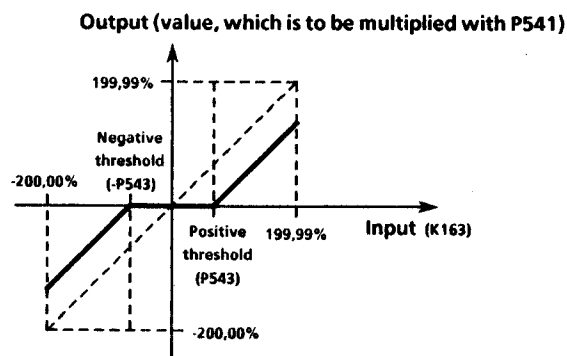 Output (value, which is to be multiplied with P541)
199,99%
Negative
threshold
(-P543)
-200,00%
Positive
threshold
(P543)
199,99%
Input (K163)
-200,00%